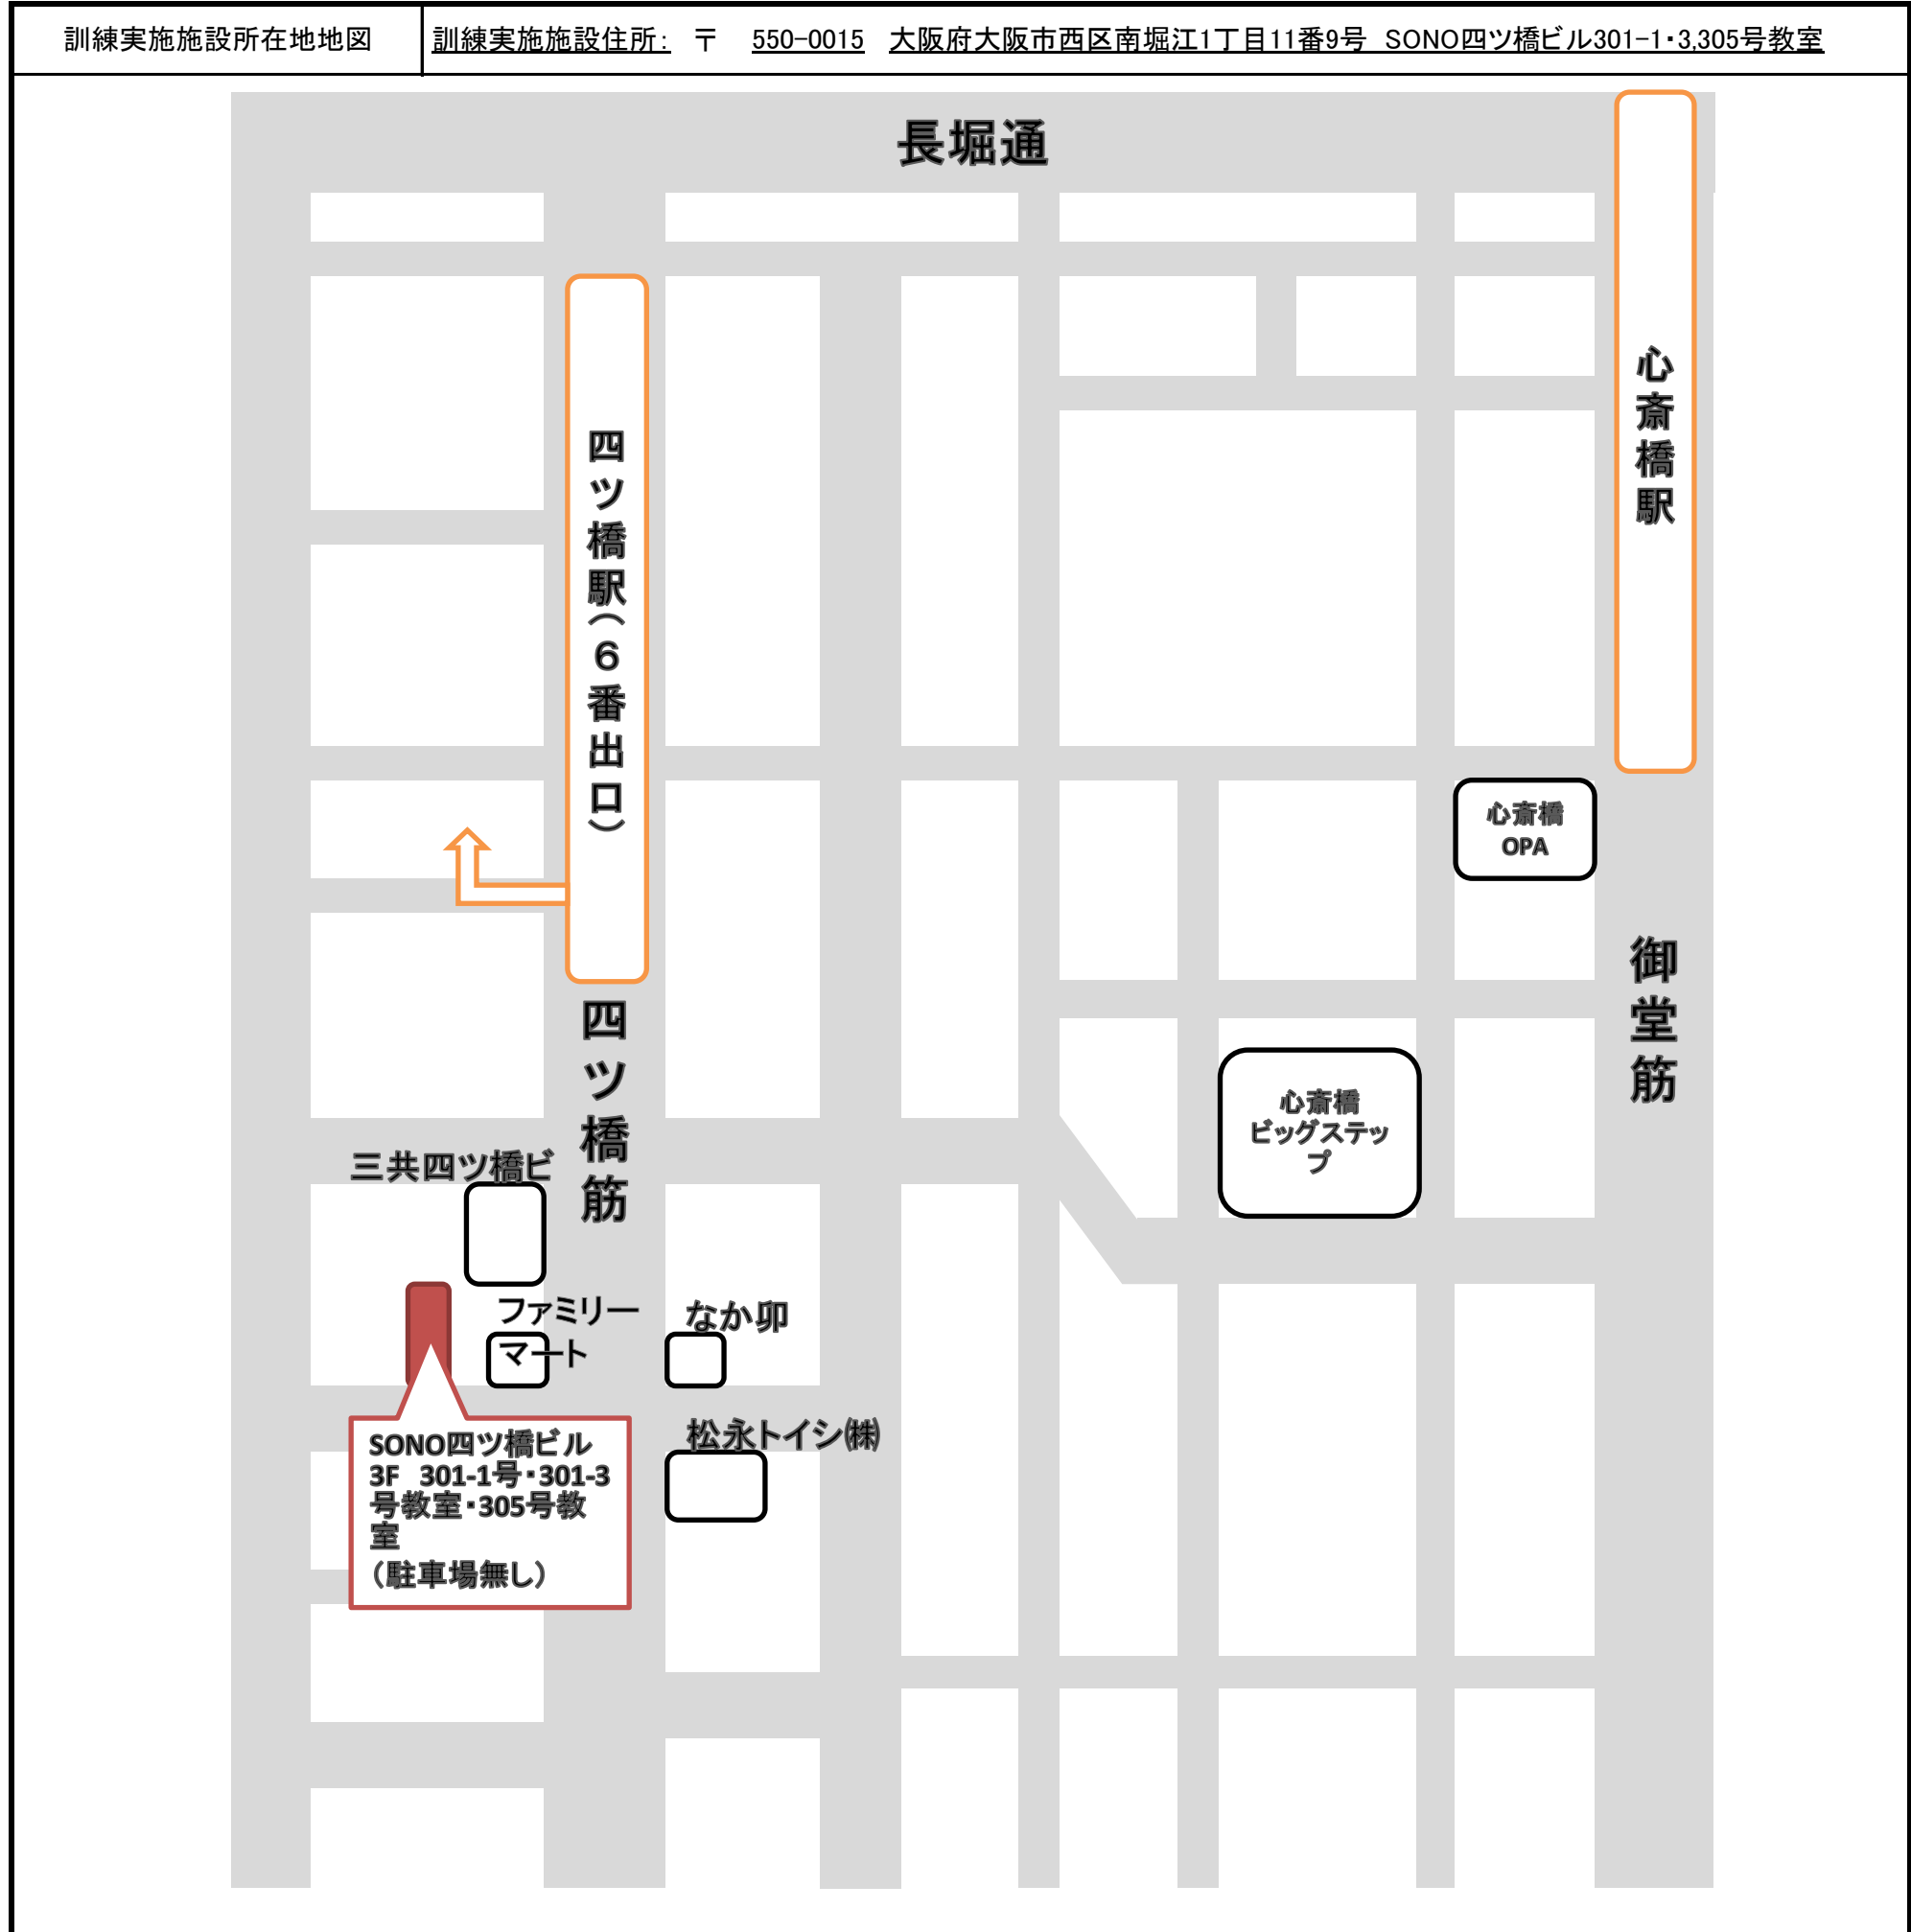 訓練実施施設所在地地図
訓練実施施設住所： 〒 550-0015 大阪府大阪市西区南堀江1丁目11番9号 SONO四ツ橋ビル301-1・3,305号教室
長堀通
心斎橋駅
四ツ橋駅（６番出口）
心斎橋
OPA
御堂筋
四ツ橋筋
心斎橋
ビッグステッ
プ
三共四ツ橋ビ
ファミリー
マート
なか卯
松永トイシ㈱
SONO四ツ橋ビル
3F 301-1号・301-3
号教室・305号教
室
（駐車場無し）